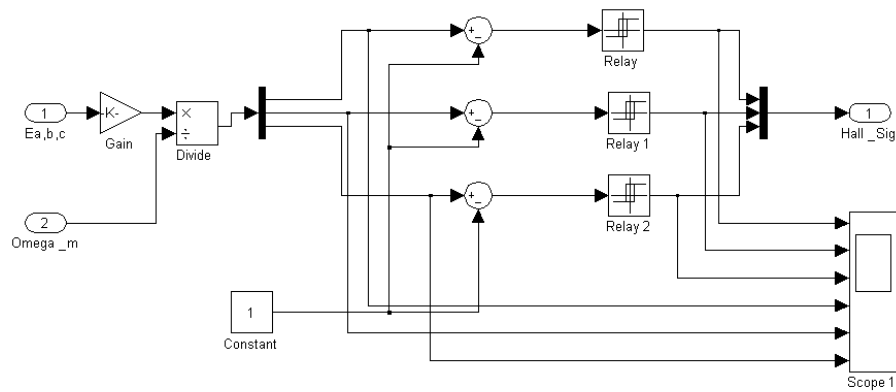 Relay
1
Ea,b,c
-K-
Gain
×
÷
Divide
Relay 1
1
Hall _Sig
2
Omega _m
Relay 2
1
Constant
Scope 1
+
_
+
_
+
_